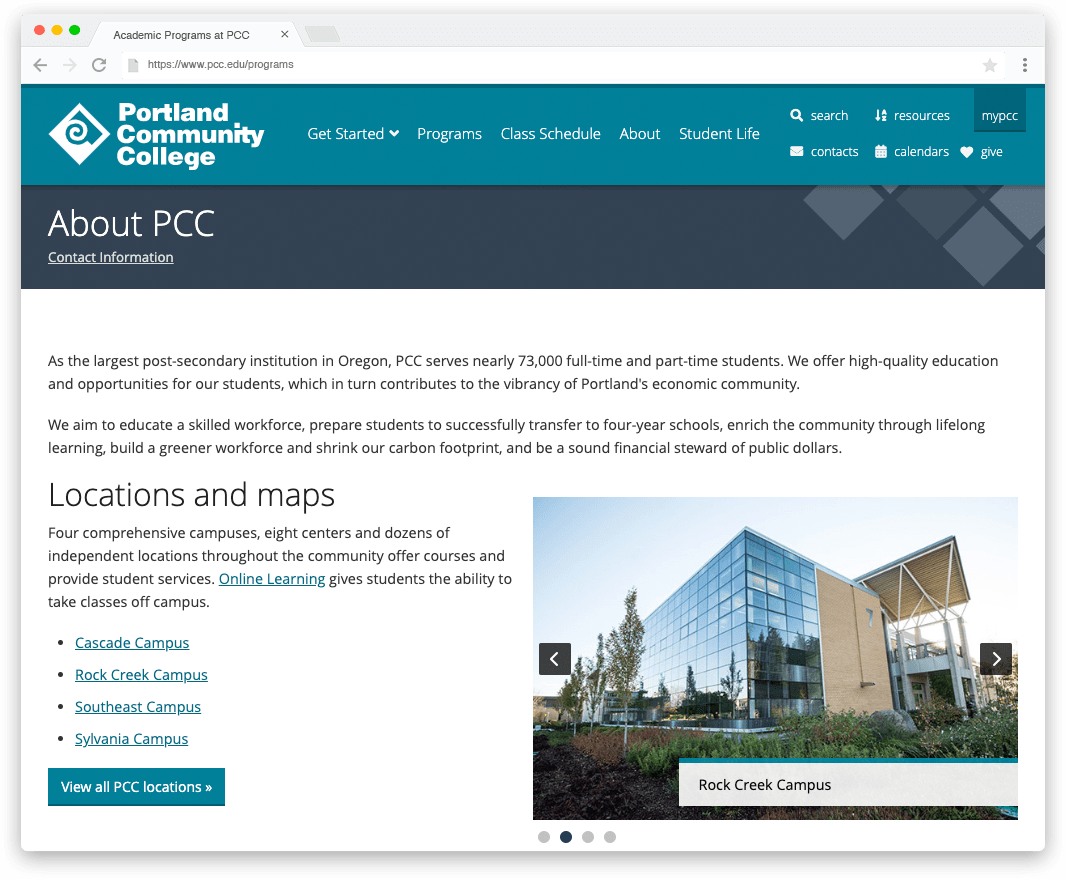 Academic Programs at PCC
https://www.pcc.edu/programs
Portland
Community
College
Get Started
Programs
Class Schedule
About
Student Life
search
resources
mypcc
contacts
calendars
give
About PCC
Contact Information
As the largest post-secondary institution in Oregon, PCC serves nearly 73,000 full-time and part-time students. We offer high-quality education
and opportunities for our students, which in turn contributes to the vibrancy of Portland's economic community.
We aim to educate a skilled workforce, prepare students to successfully transfer to four-year schools, enrich the community through lifelong
learning, build a greener workforce and shrink our carbon footprint, and be a sound financial steward of public dollars.
Locations and maps
Four comprehensive campuses, eight centers and dozens of
independent locations throughout the community offer courses and
provide student services. Online Learning gives students the ability to
take classes off campus.
Cascade Campus
Rock Creek Campus
Southeast Campus
Sylvania Campus
View all PCC locations »
Rock Creek Campus